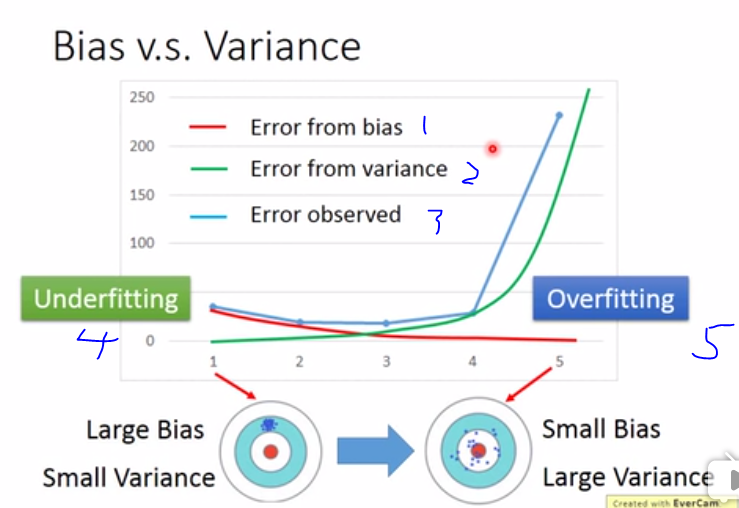 Bias v.s. Variance
250
Error from bias 1
200
Error from variance 2
150
Error observed 3
100
Underfitting
Overfitting
4
0
5
1 2 3 4 5
Large Bias
Small Bias
Small Variance
Large Variance
Created with EverCam